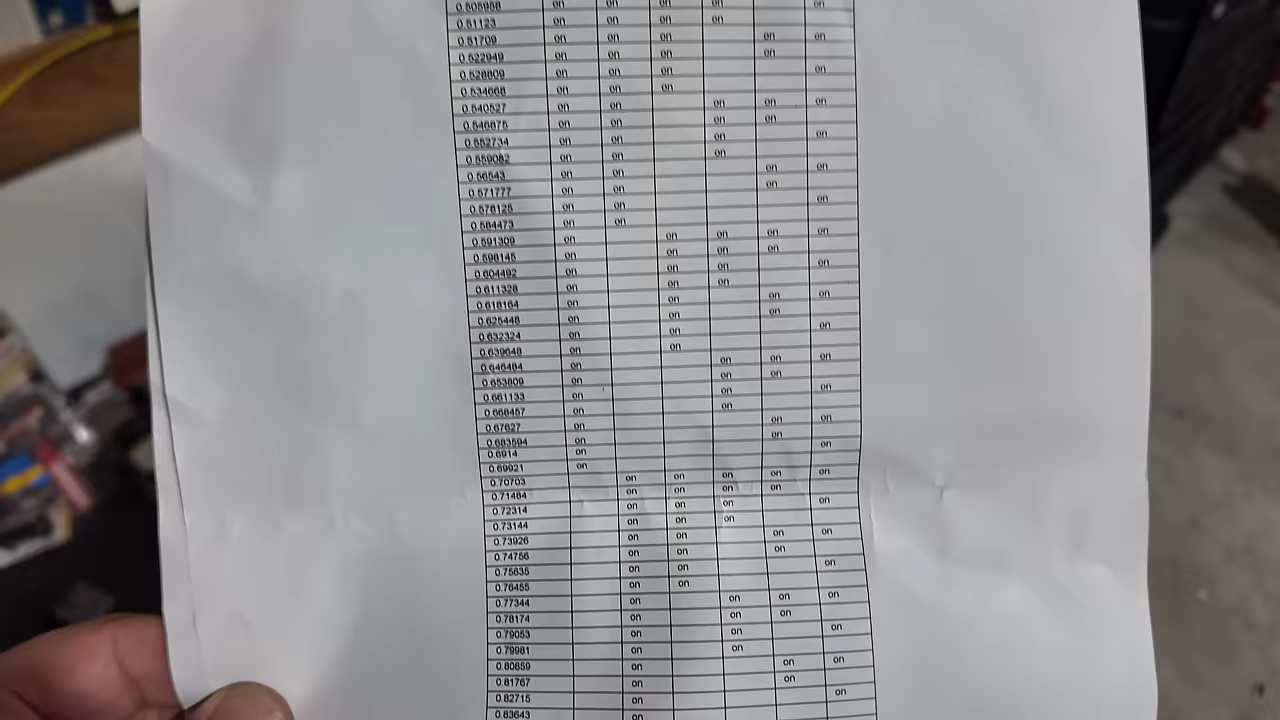 0.505958 on on on on on
0.51123 on on on on
0.51709 on on on on on
0.522949 on on on on
0.528809 on on on on
0.534668 on on on
0.540527 on on on on on
0.546875 on on on on
0.552734 on on on on
0.559082 on on on
0.56543 on on on on
0.571777 on on on
0.578125 on on on
0.584473 on on
0.591309 on on on on on
0.598145 on on on on
0.604492 on on on on
0.611328 on on on
0.618164 on on on on
0.625448 on on on
0.632324 on on on
0.639648 on on
0.646484 on on on on
0.653809 on on on
0.661133 on on on
0.668457 on on
0.67627 on on on
0.683594 on on
0.6914 on on
0.69921 on
0.70703 on on on on on
0.71484 on on on on
0.72314 on on on on
0.73144 on on on
0.73926 on on on on
0.74756 on on on
0.75635 on on on
0.76455 on on
0.77344 on on on on
0.78174 on on on
0.79053 on on on
0.79981 on on
0.80859 on on on
0.81767 on on
0.82715 on on
0.83643 on